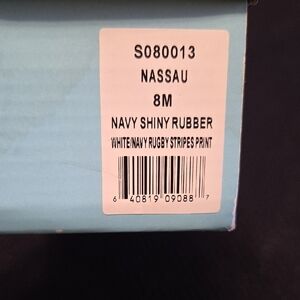 S080013
NASSAU
8M
NAVY SHINY RUBBER
WHITE/NAVY RUGBY STRIPES PRINT
6 40819 09088 7